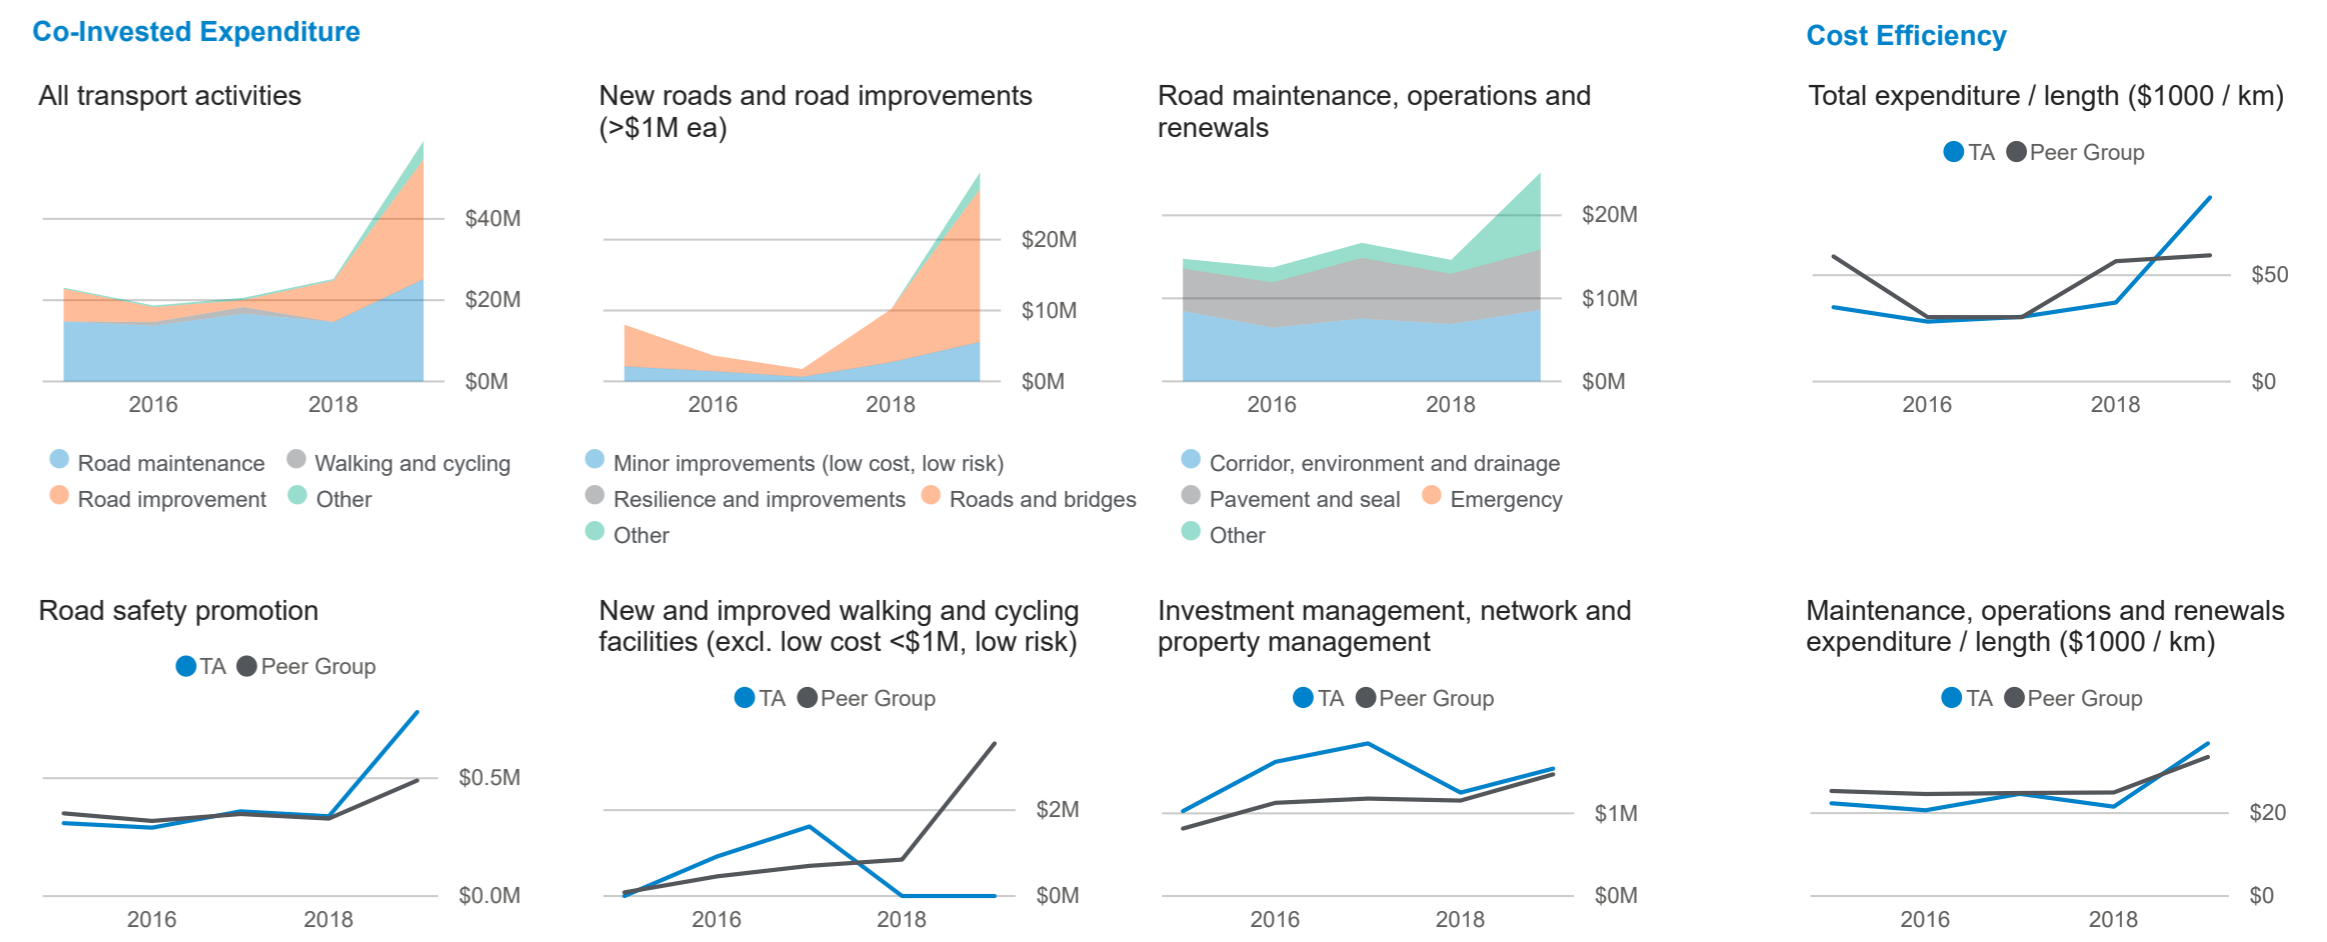 Co-Invested Expenditure
Cost Efficiency
All transport activities
$40M
$20M
$0M
2016 2018
Road maintenance Walking and cycling
Road improvement Other
New roads and road improvements
(>$1M ea)
$20M
$10M
$0M
2016 2018
Minor improvements (low cost, low risk)
Resilience and improvements Roads and bridges
Other
Road maintenance, operations and
renewals
$20M
$10M
$0M
2016 2018
Corridor, environment and drainage
Pavement and seal Emergency
Other
Total expenditure / length ($1000 / km)
TA Peer Group
$50
$0
2016 2018
Road safety promotion
TA Peer Group
$0.5M
$0.0M
2016 2018
New and improved walking and cycling
facilities (excl. low cost <$1M, low risk)
TA Peer Group
$2M
$0M
2016 2018
Investment management, network and
property management
TA Peer Group
$1M
$0M
2016 2018
Maintenance, operations and renewals
expenditure / length ($1000 / km)
TA Peer Group
$20
$0
2016 2018